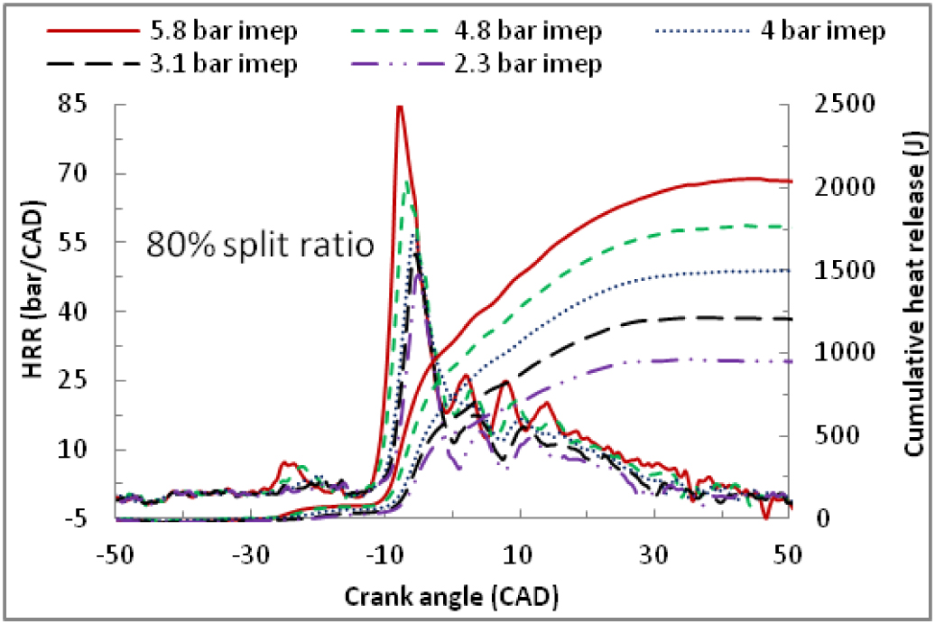 5.8 bar imep 4.8 bar imep 4 bar imep
3.1 bar imep 2.3 bar imep
85 2500
70 2000
80% split ratio
55 1500
40
25 1000
10 500
-5 0
-50 -30 -10 10 30 50
HRR (bar/CAD)
Cumulative heat release (J)
Crank angle (CAD)